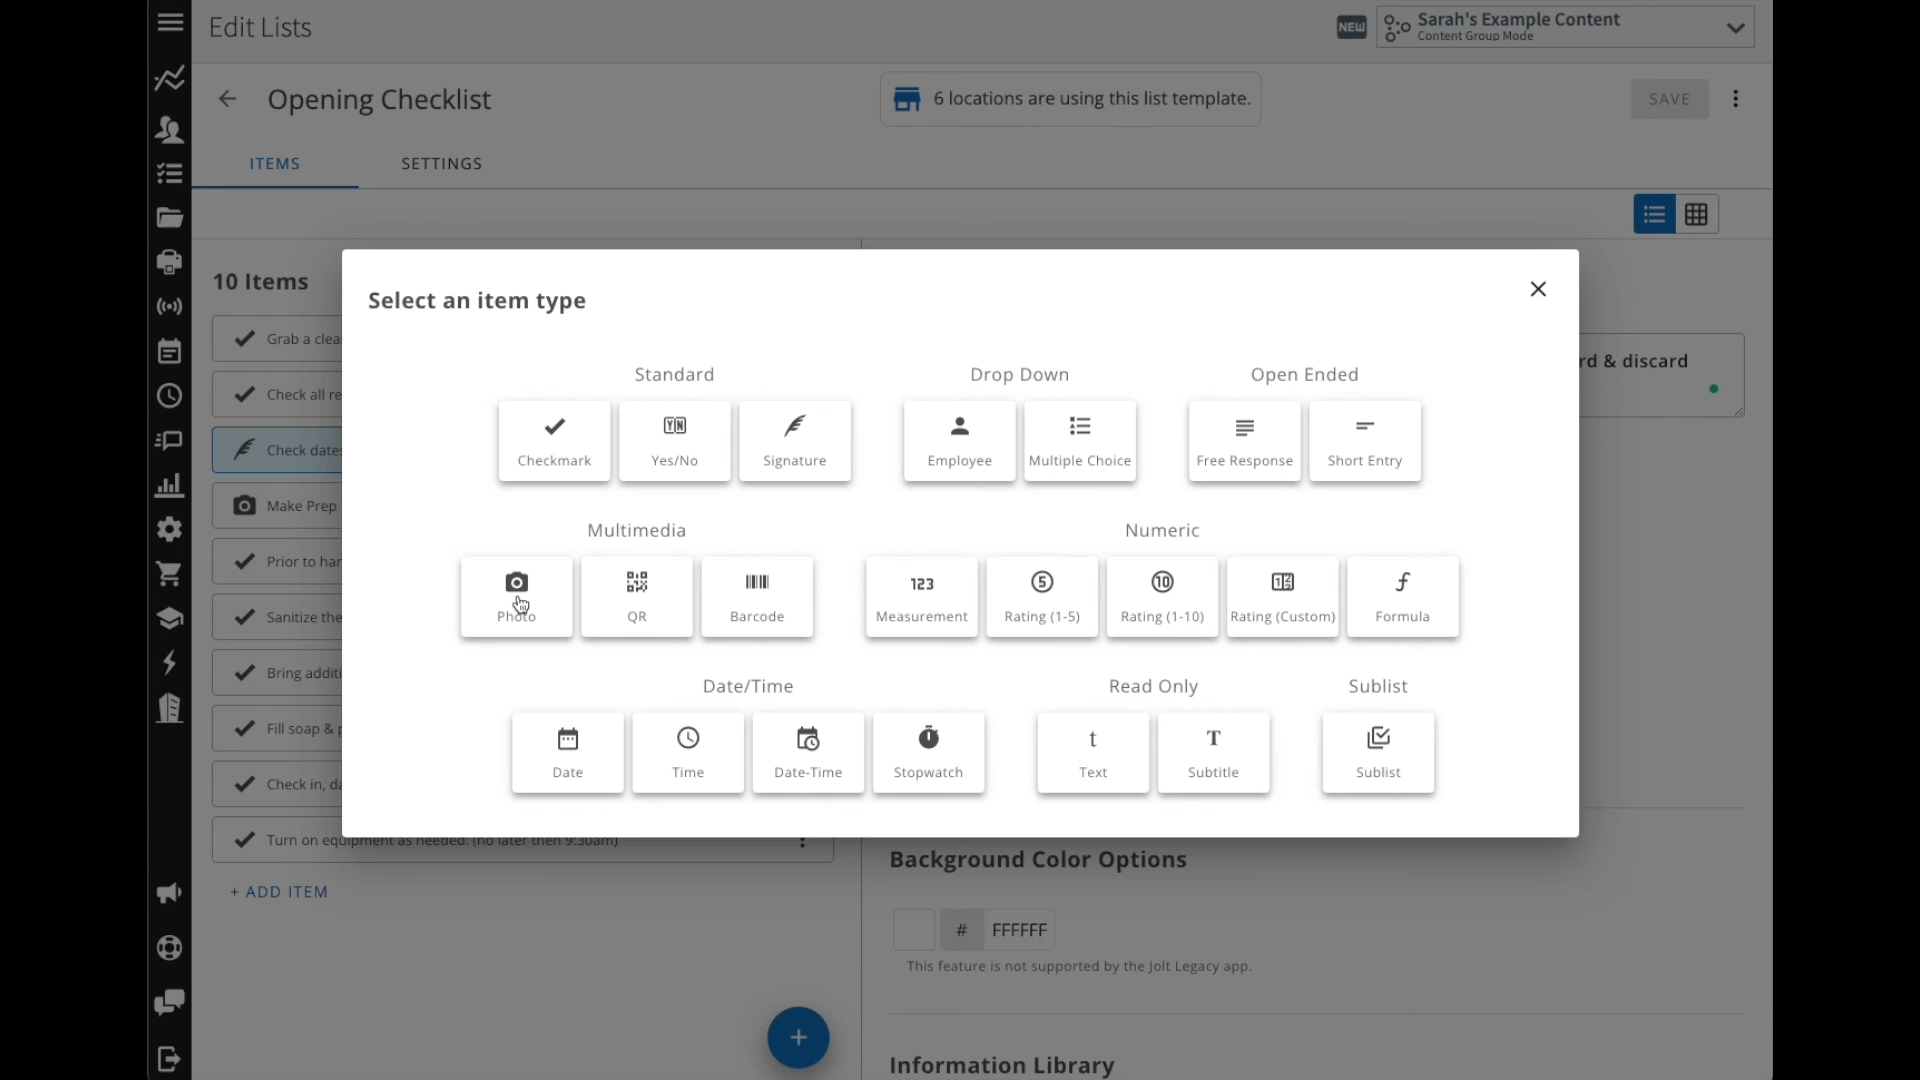 Edit Lists
NEW
Sarah's Example Content
Content Group Mode
Opening Checklist
6 locations are using this list template.
SAVE
ITEMS
SETTINGS
10 Items
Grab a clea
Check all re
Check dates
Make Prep
Prior to har
Sanitize the
Bring additi
Fill soap & p
Check in, da
Turn on equipment as needed: (no later then 9:30am)
+ ADD ITEM
+
Select an item type
Standard
Checkmark
YN
Yes/No
Signature
Drop Down
Employee
Multiple Choice
Open Ended
Free Response
Short Entry
Multimedia
Photo
QR
Barcode
Numeric
123
Measurement
5
Rating (1-5)
10
Rating (1-10)
Rating (Custom)
f
Formula
Date/Time
Date
Time
Date-Time
Stopwatch
Read Only
t
Text
T
Subtitle
Sublist
Sublist
rd & discard
Background Color Options
# FFFFFF
This feature is not supported by the Jolt Legacy app.
Information Library